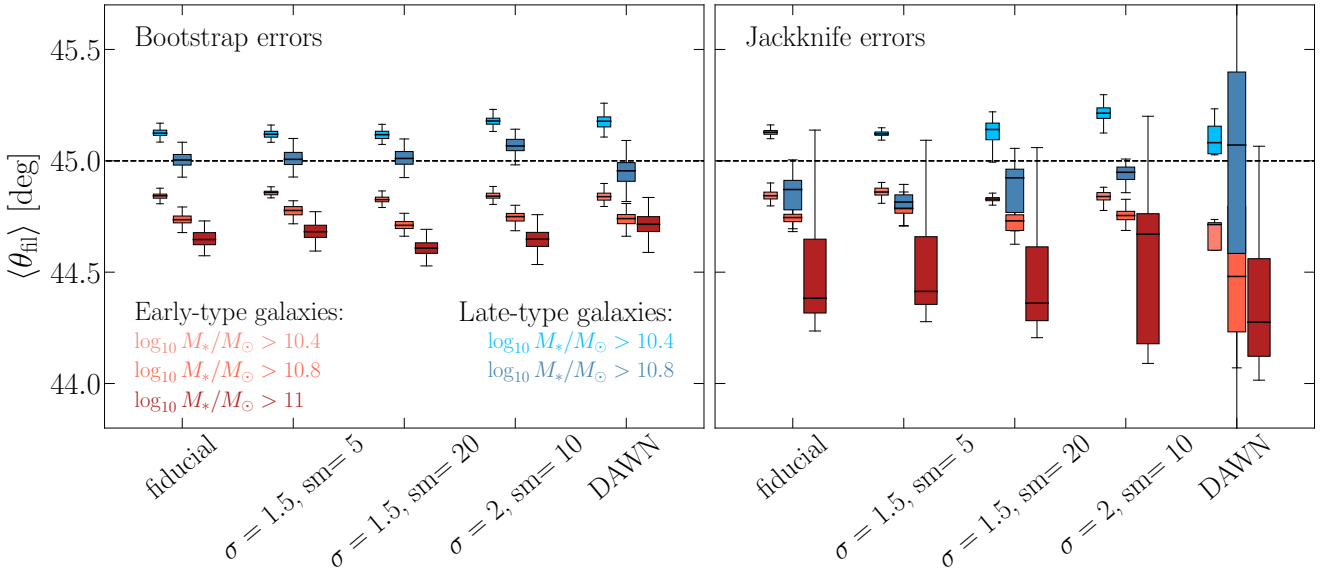 Bootstrap errors
Jackknife errors
⟨θfil⟩ [deg]
45.5
45.0
44.5
44.0
Early-type galaxies:
log₁₀ M∗/M⊙ > 10.4
log₁₀ M∗/M⊙ > 10.8
log₁₀ M∗/M⊙ > 11
Late-type galaxies:
log₁₀ M∗/M⊙ > 10.4
log₁₀ M∗/M⊙ > 10.8
fiducial
σ = 1.5, sm= 5
σ = 1.5, sm= 20
σ = 2, sm= 10
DAWN
fiducial
σ = 1.5, sm= 5
σ = 1.5, sm= 20
σ = 2, sm= 10
DAWN